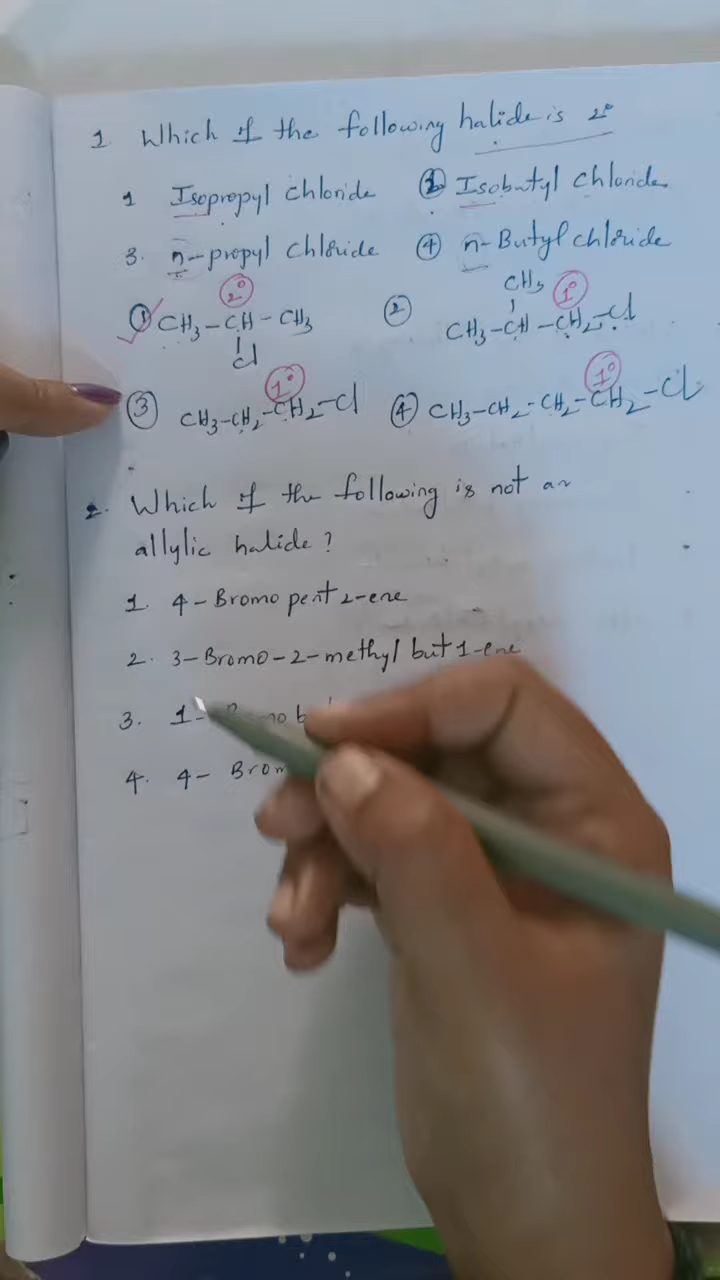 1 Which of the following halide is 2°
1 Isopropyl chloride ② Isobutyl chloride
3. n-propyl chloride ④ n-Butyl chloride
2° CH3 1°
① CH3-CH-CH3 ② CH3-CH-CH2-Cl
Cl
1° 1°
③ CH3-CH2-CH2-Cl ④ CH3-CH2-CH2-CH2-Cl
2. Which of the following is not an
allylic halide?
1. 4-Bromo pent 2-ene
2. 3-Bromo-2-methyl but 1-ene
3. 1-
4. 4-